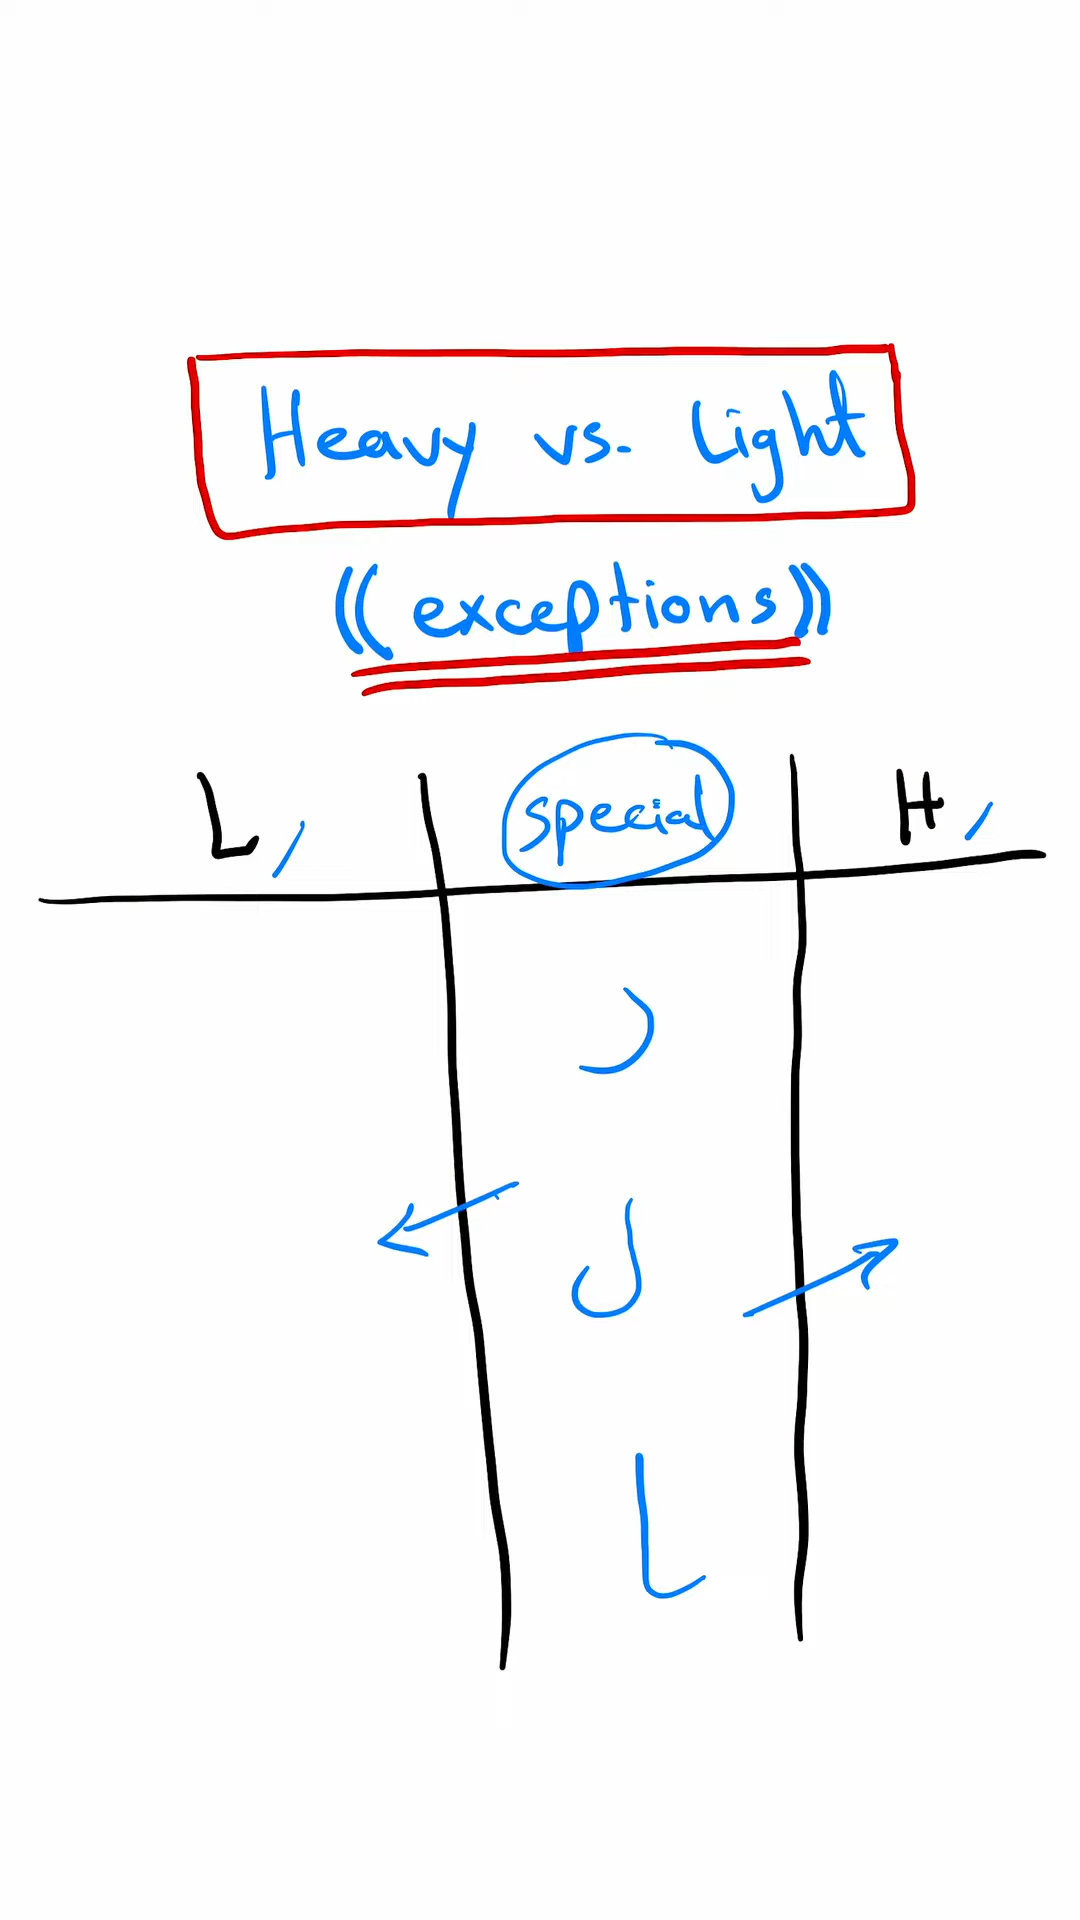 Heavy vs. Light
((exceptions))
L, special H,
ر
ل
ا